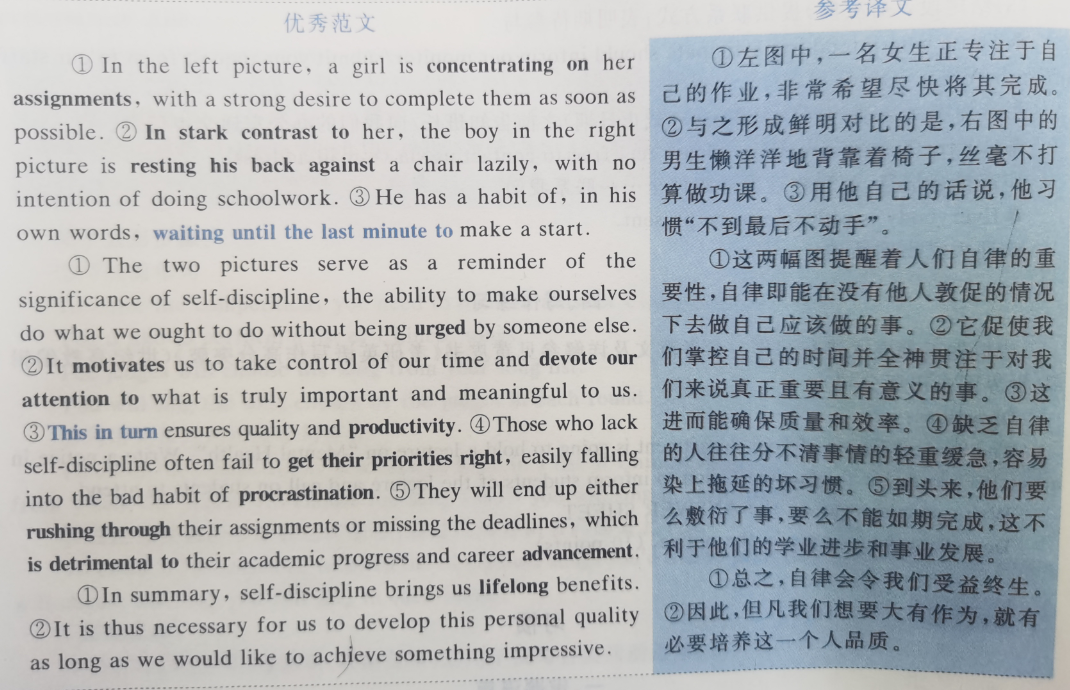 优秀范文
① In the left picture, a girl is concentrating on her
assignments, with a strong desire to complete them as soon as
possible. ② In stark contrast to her, the boy in the right
picture is resting his back against a chair lazily, with no
intention of doing schoolwork. ③ He has a habit of, in his
own words, waiting until the last minute to make a start.
① The two pictures serve as a reminder of the
significance of self-discipline, the ability to make ourselves
do what we ought to do without being urged by someone else.
②It motivates us to take control of our time and devote our
attention to what is truly important and meaningful to us.
③This in turn ensures quality and productivity. ④Those who lack
self-discipline often fail to get their priorities right, easily falling
into the bad habit of procrastination. ⑤They will end up either
rushing through their assignments or missing the deadlines, which
is detrimental to their academic progress and career advancement.
①In summary, self-discipline brings us lifelong benefits.
②It is thus necessary for us to develop this personal quality
as long as we would like to achieve something impressive.
参考译文
①左图中,一名女生正专注于自
己的作业,非常希望尽快将其完成。
②与之形成鲜明对比的是,右图中的
男生懒洋洋地背靠着椅子,丝毫不打
算做功课。③用他自己的话说,他习
惯“不到最后不动手”。
①这两幅图提醒着人们自律的重
要性,自律即能在没有他人敦促的情况
下去做自己应该做的事。②它促使我
们掌控自己的时间并全神贯注于对我
们来说真正重要且有意义的事。③这
进而能确保质量和效率。④缺乏自律
的人往往分不清事情的轻重缓急,容易
染上拖延的坏习惯。⑤到头来,他们要
么敷衍了事,要么不能如期完成,这不
利于他们的学业进步和事业发展。
①总之,自律会令我们受益终生。
②因此,但凡我们想要大有作为,就有
必要培养这一个人品质。